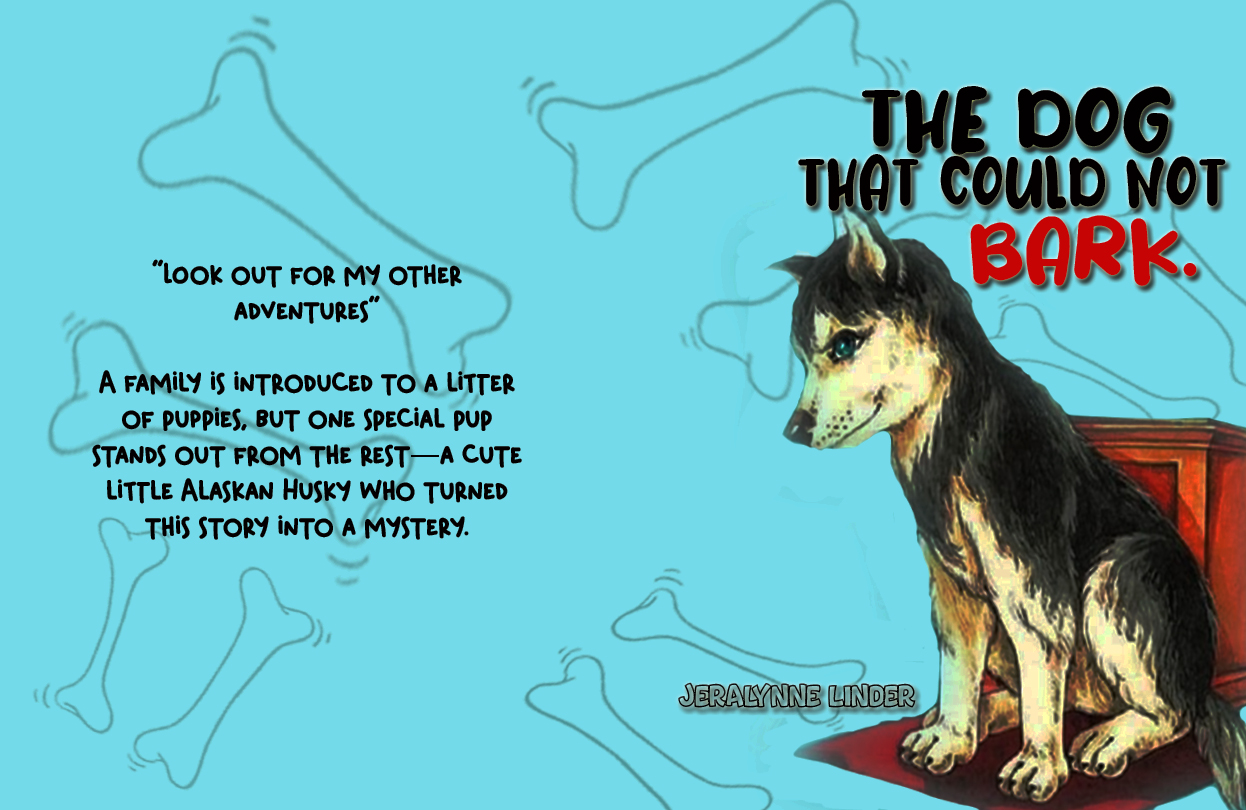 THE DOG
THAT COULD NOT
BARK.
"LOOK OUT FOR MY OTHER
ADVENTURES"
A FAMILY IS INTRODUCED TO A LITTER
OF PUPPIES, BUT ONE SPECIAL PUP
STANDS OUT FROM THE REST—A CUTE
LITTLE ALASKAN HUSKY WHO TURNED
THIS STORY INTO A MYSTERY.
JERALYNNE LINDER